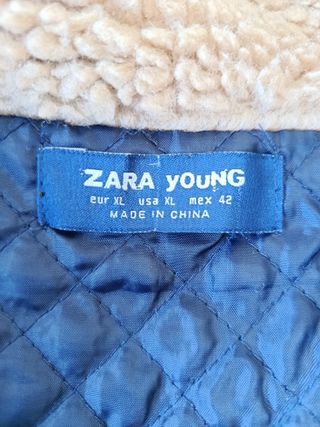 ZARA YOUNG
eur XL usa XL mex 42
MADE IN CHINA